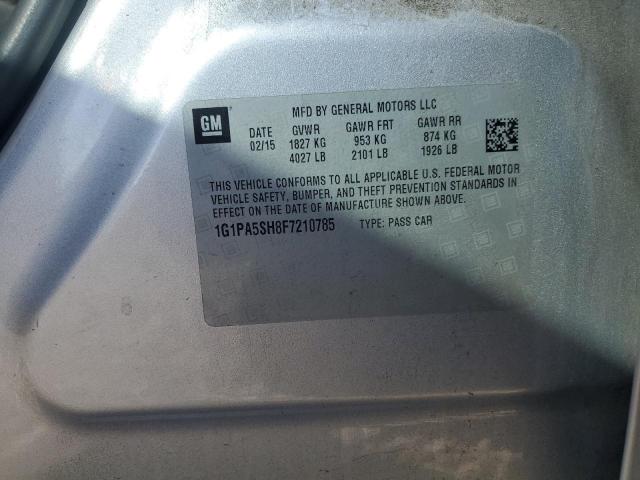 GM
MFD BY GENERAL MOTORS LLC
DATE GVWR GAWR FRT GAWR RR
02/15 1827 KG 953 KG 874 KG
4027 LB 2101 LB 1926 LB
THIS VEHICLE CONFORMS TO ALL APPLICABLE U.S. FEDERAL MOTOR
VEHICLE SAFETY, BUMPER, AND THEFT PREVENTION STANDARDS IN
EFFECT ON THE DATE OF MANUFACTURE SHOWN ABOVE.
1G1PA5SH8F7210785 TYPE: PASS CAR